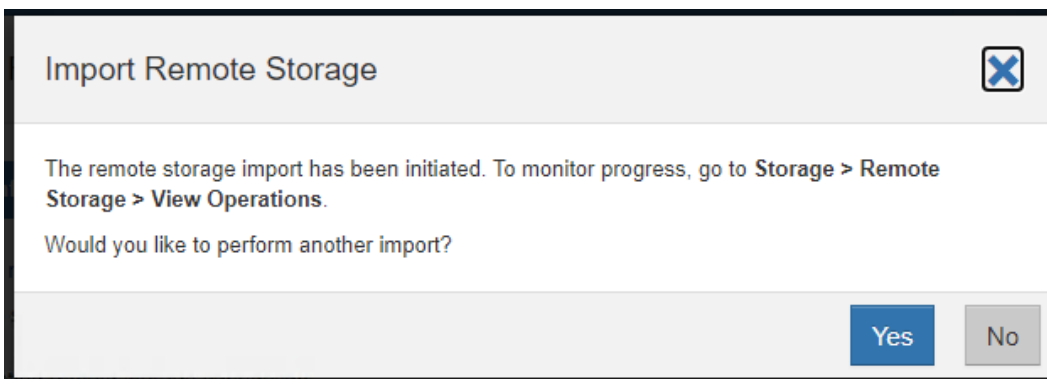 Import Remote Storage
The remote storage import has been initiated. To monitor progress, go to Storage > Remote
Storage > View Operations.
Would you like to perform another import?
Yes
No